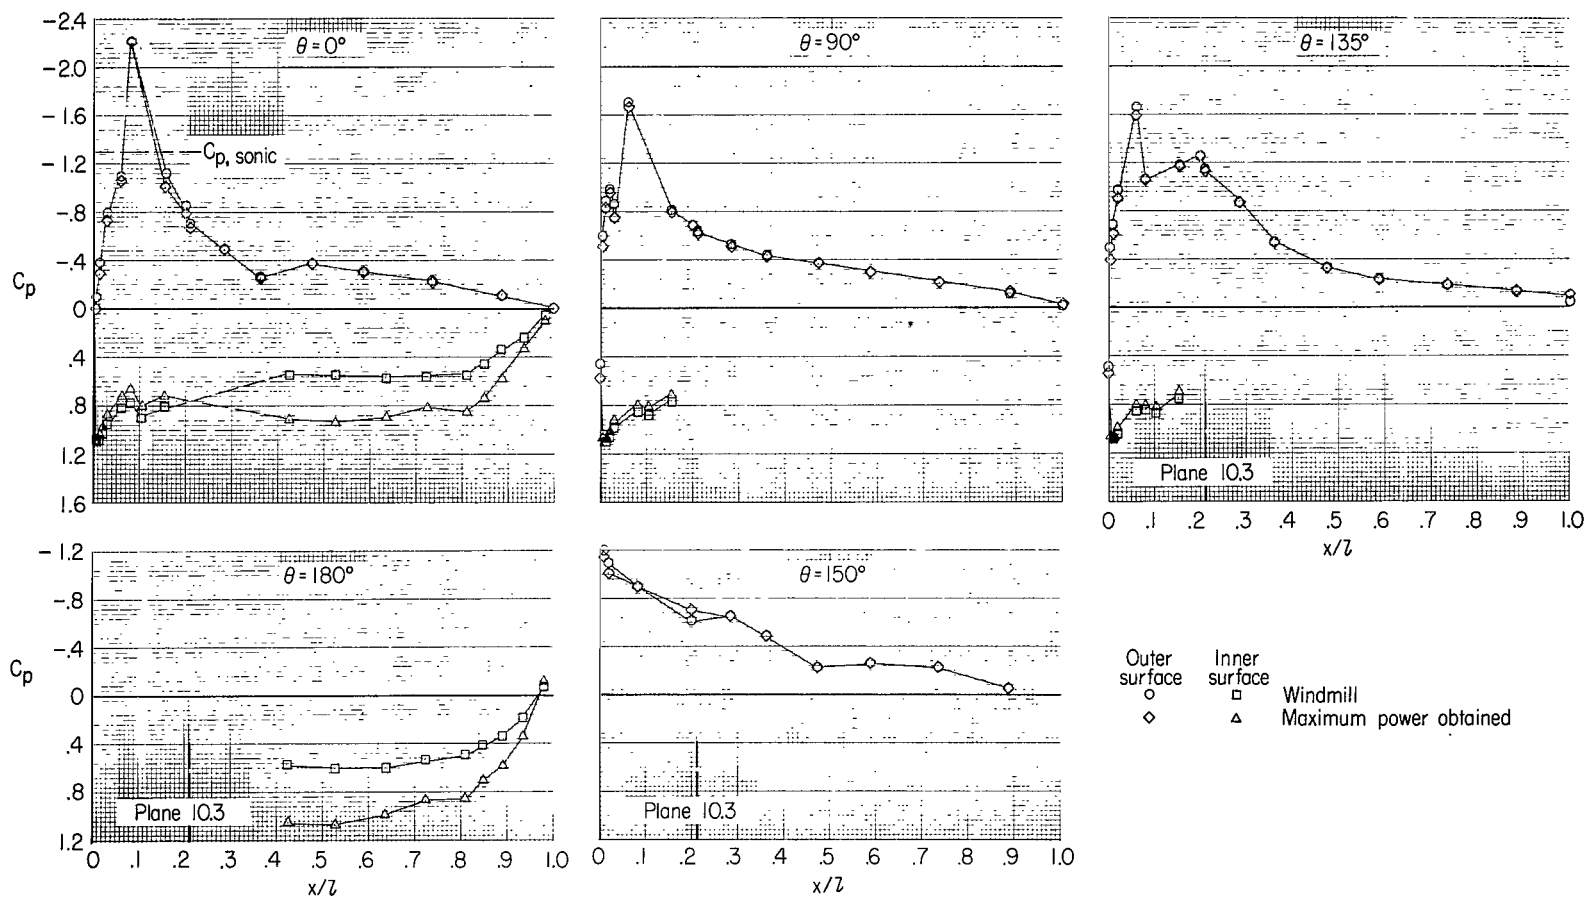 −2.4
−2.0
−1.6
−1.2
−.8
−.4
0
.4
.8
1.2
1.6
Cp
θ = 0°
Cp, sonic
θ = 90°
θ = 135°
Plane 10.3
0 .1 .2 .3 .4 .5 .6 .7 .8 .9 1.0
x/l
−1.2
−.8
−.4
0
.4
.8
1.2
Cp
θ = 180°
Plane 10.3
0 .1 .2 .3 .4 .5 .6 .7 .8 .9 1.0
x/l
θ = 150°
Plane 10.3
0 .1 .2 .3 .4 .5 .6 .7 .8 .9 1.0
x/l
Outer surface
Inner surface
Windmill
Maximum power obtained